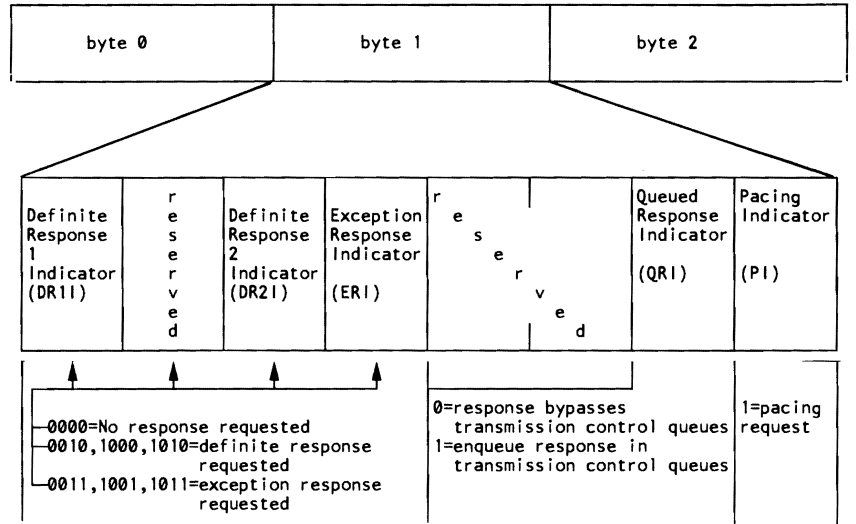 byte 0
byte 1
byte 2
Definite
Response
1
Indicator
(DR1I)
r
e
s
e
r
v
e
d
Definite
Response
2
Indicator
(DR2I)
Exception
Response
Indicator
(ERI)
r
e
s
e
r
v
e
d
Queued
Response
Indicator
(QRI)
Pacing
Indicator
(PI)
0000=No response requested
0010,1000,1010=definite response
requested
0011,1001,1011=exception response
requested
0=response bypasses
transmission control queues
1=enqueue response in
transmission control queues
1=pacing
request